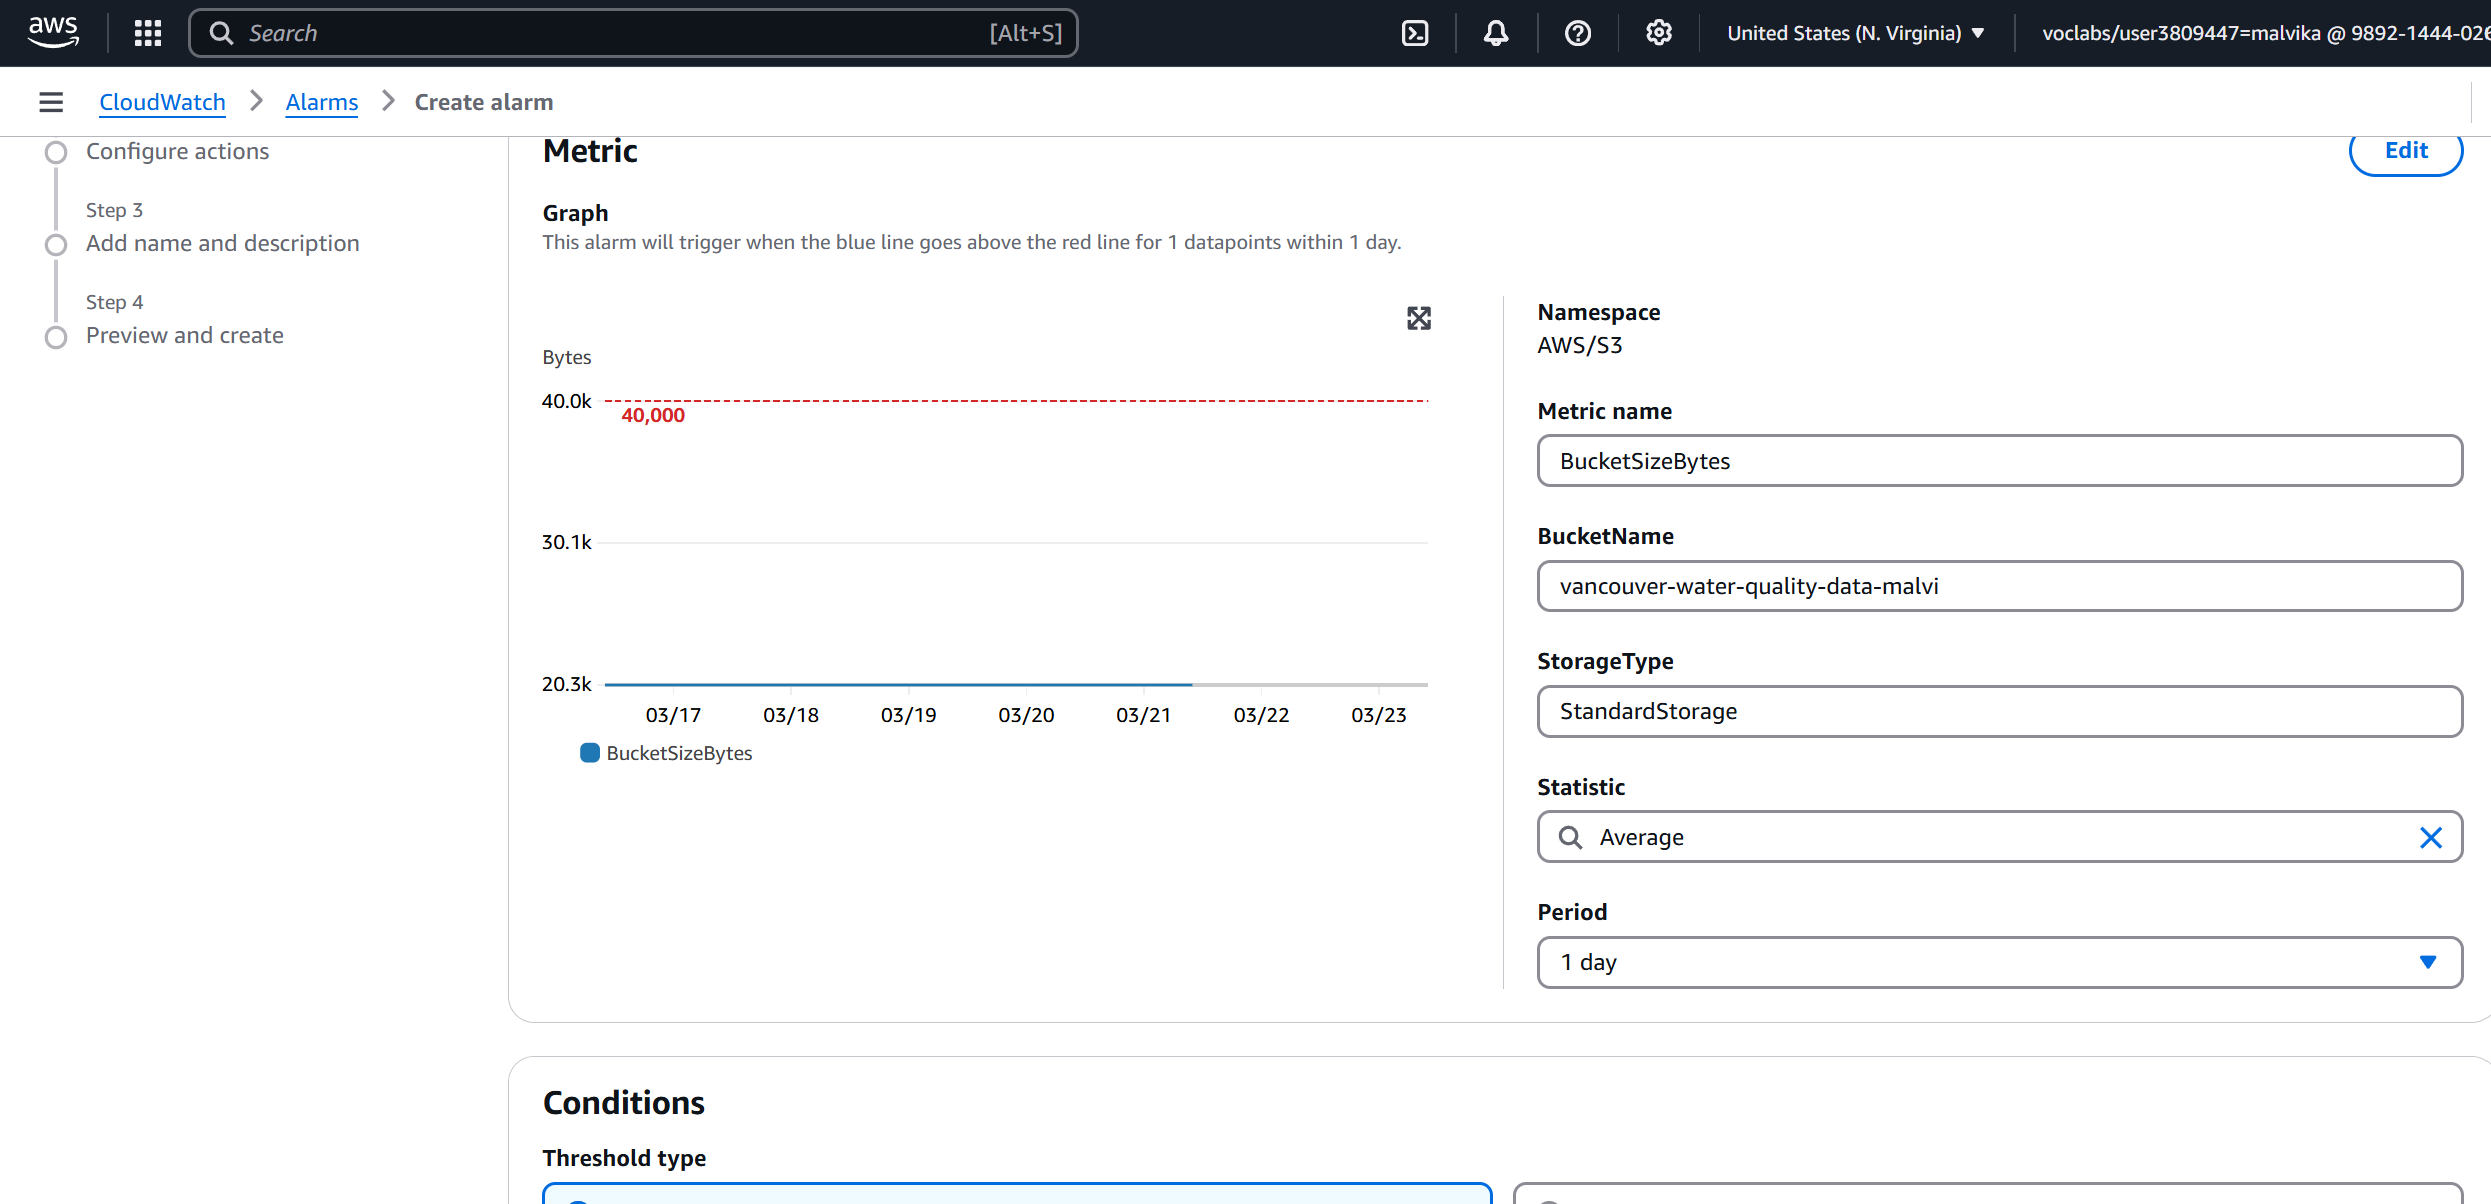 aws
Search [Alt+S]
United States (N. Virginia)
voclabs/user3809447=malvika @ 9892-1444-026
CloudWatch
Alarms
Create alarm
Configure actions
Step 3
Add name and description
Step 4
Preview and create
Metric
Edit
Graph
This alarm will trigger when the blue line goes above the red line for 1 datapoints within 1 day.
Bytes
40.0k
40,000
30.1k
20.3k
03/17 03/18 03/19 03/20 03/21 03/22 03/23
BucketSizeBytes
Namespace
AWS/S3
Metric name
BucketSizeBytes
BucketName
vancouver-water-quality-data-malvi
StorageType
StandardStorage
Statistic
Average
Period
1 day
Conditions
Threshold type